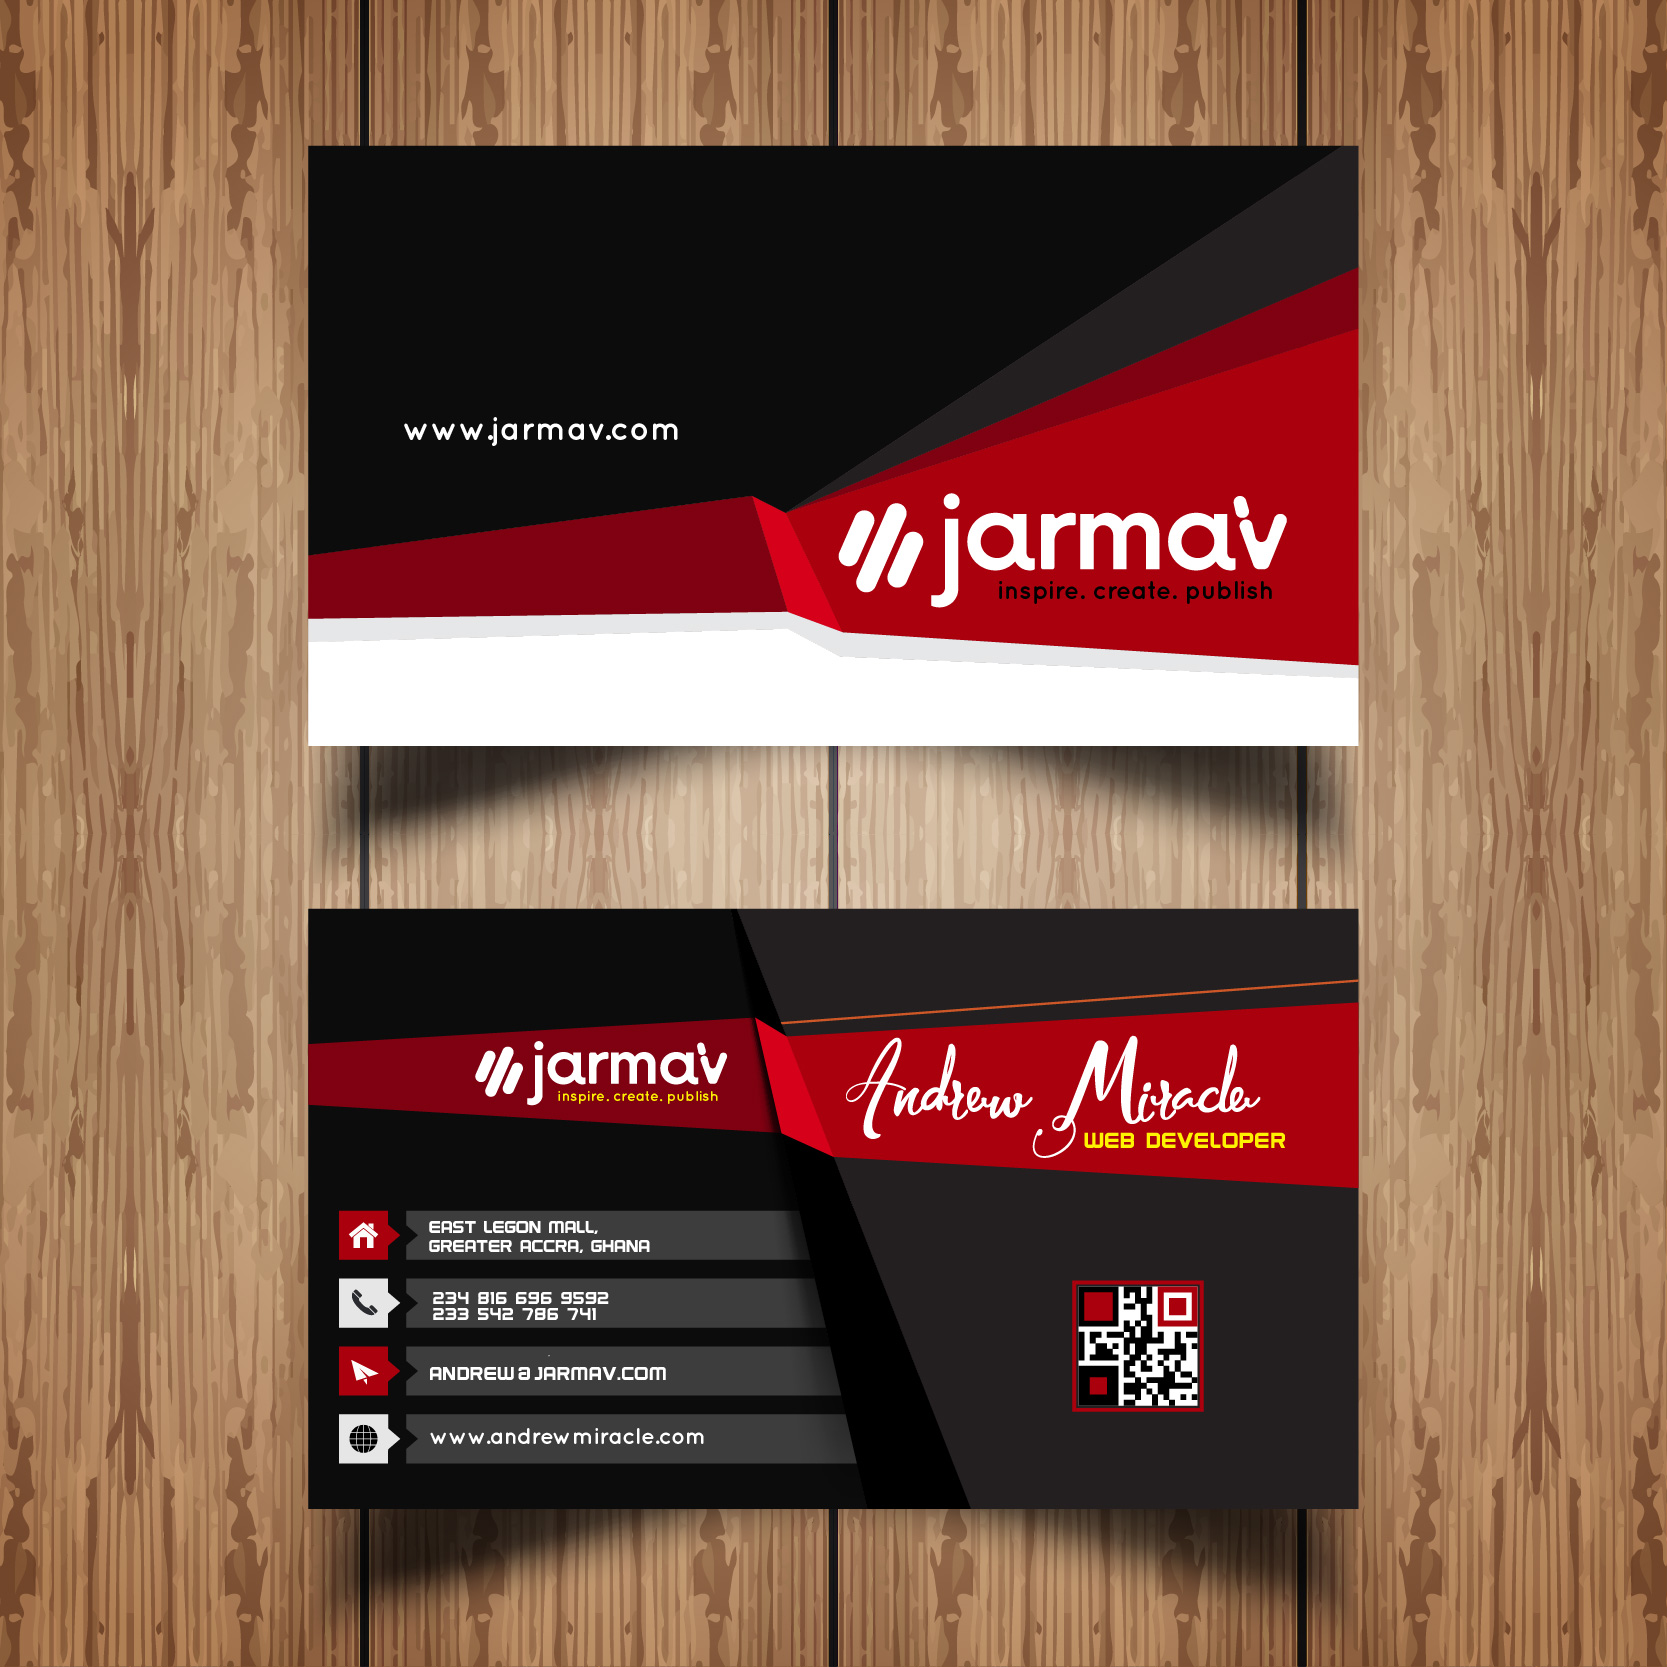 www.jarmav.com
jarmav
inspire. create. publish
jarmav
inspire. create. publish
Andrew Miracle
WEB DEVELOPER
EAST LEGON MALL,
GREATER ACCRA, GHANA
234 816 696 9592
233 542 786 741
ANDREW@JARMAV.COM
www.andrewmiracle.com